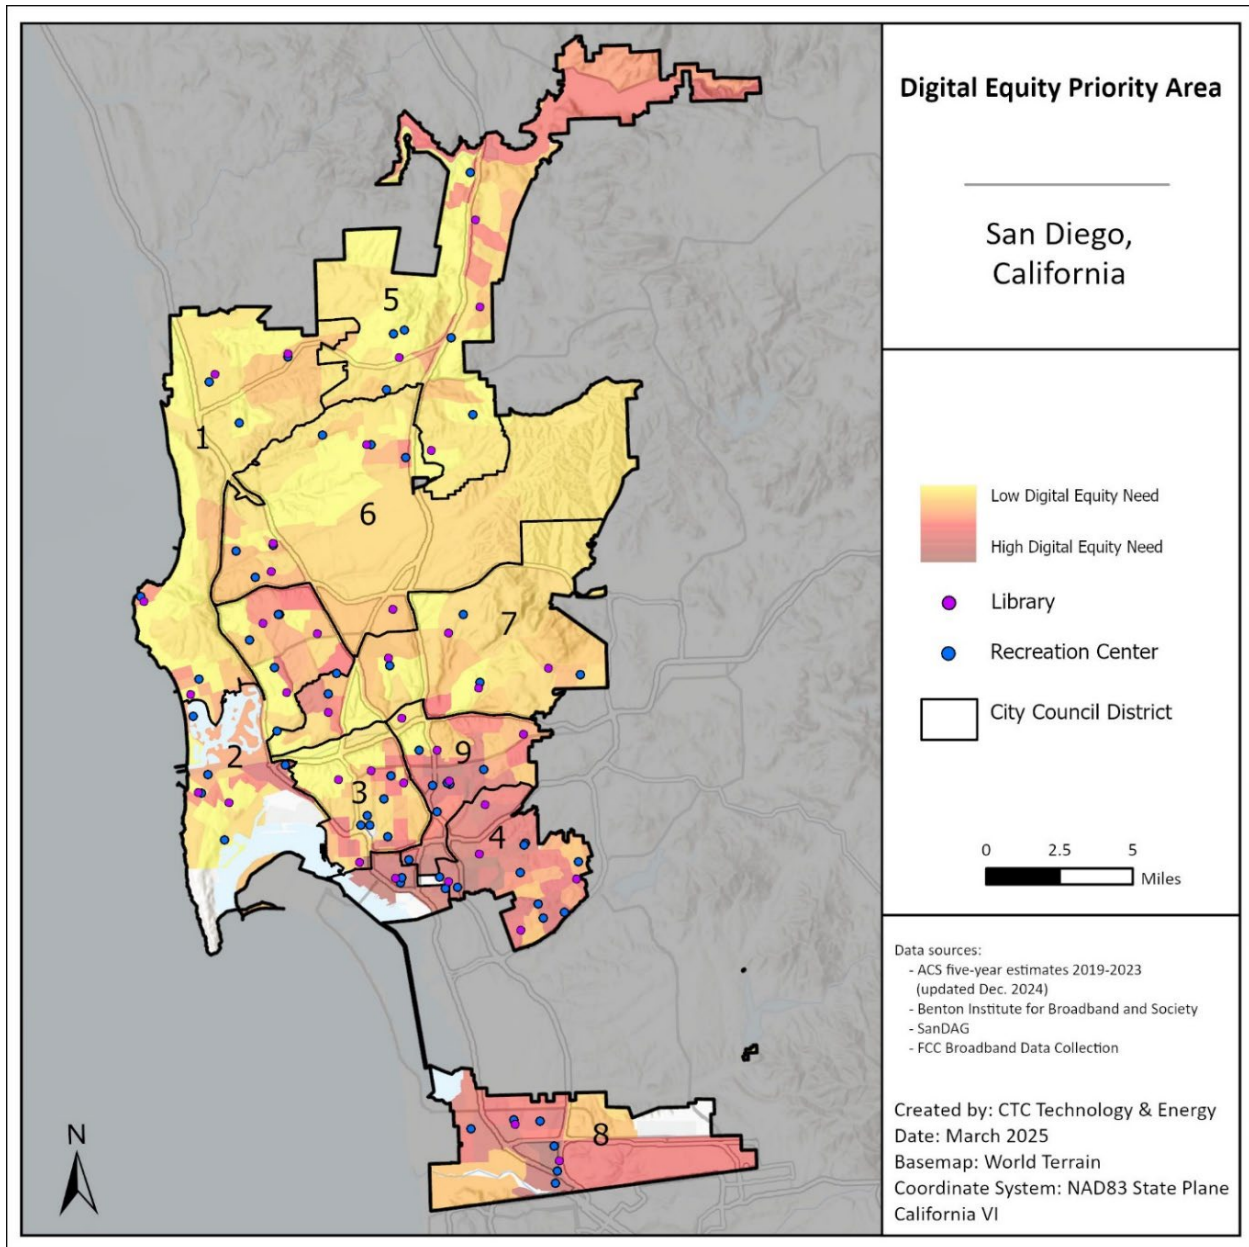 Digital Equity Priority Area
San Diego,
California
Low Digital Equity Need
High Digital Equity Need
Library
Recreation Center
City Council District
0 2.5 5
Miles
Data sources:
- ACS five-year estimates 2019-2023
(updated Dec. 2024)
- Benton Institute for Broadband and Society
- SanDAG
- FCC Broadband Data Collection
Created by: CTC Technology & Energy
Date: March 2025
Basemap: World Terrain
Coordinate System: NAD83 State Plane
California VI
5
1
6
7
2
9
3
4
8
N